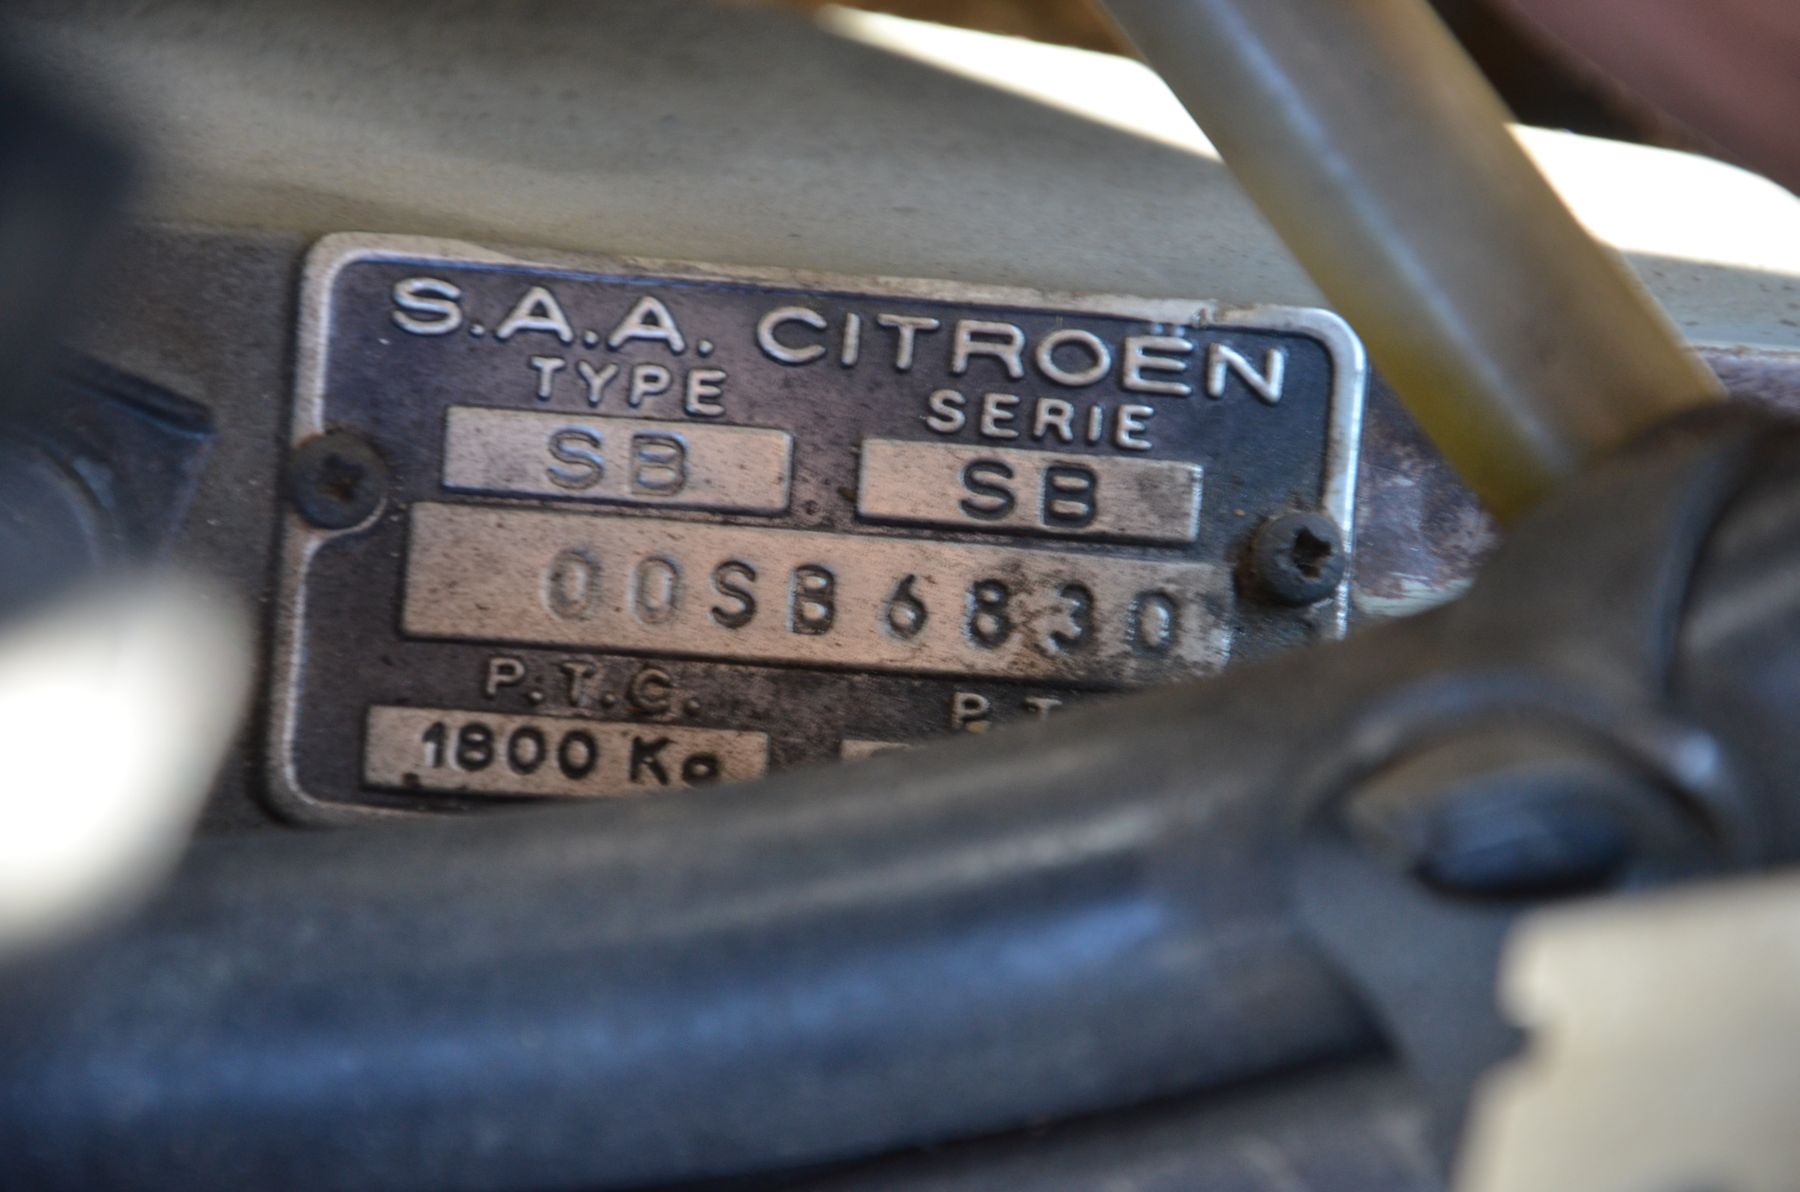 S.A.A. CITROËN
TYPE SERIE
SB SB
00SB6830
P.T.C. P.T
1800 Kg